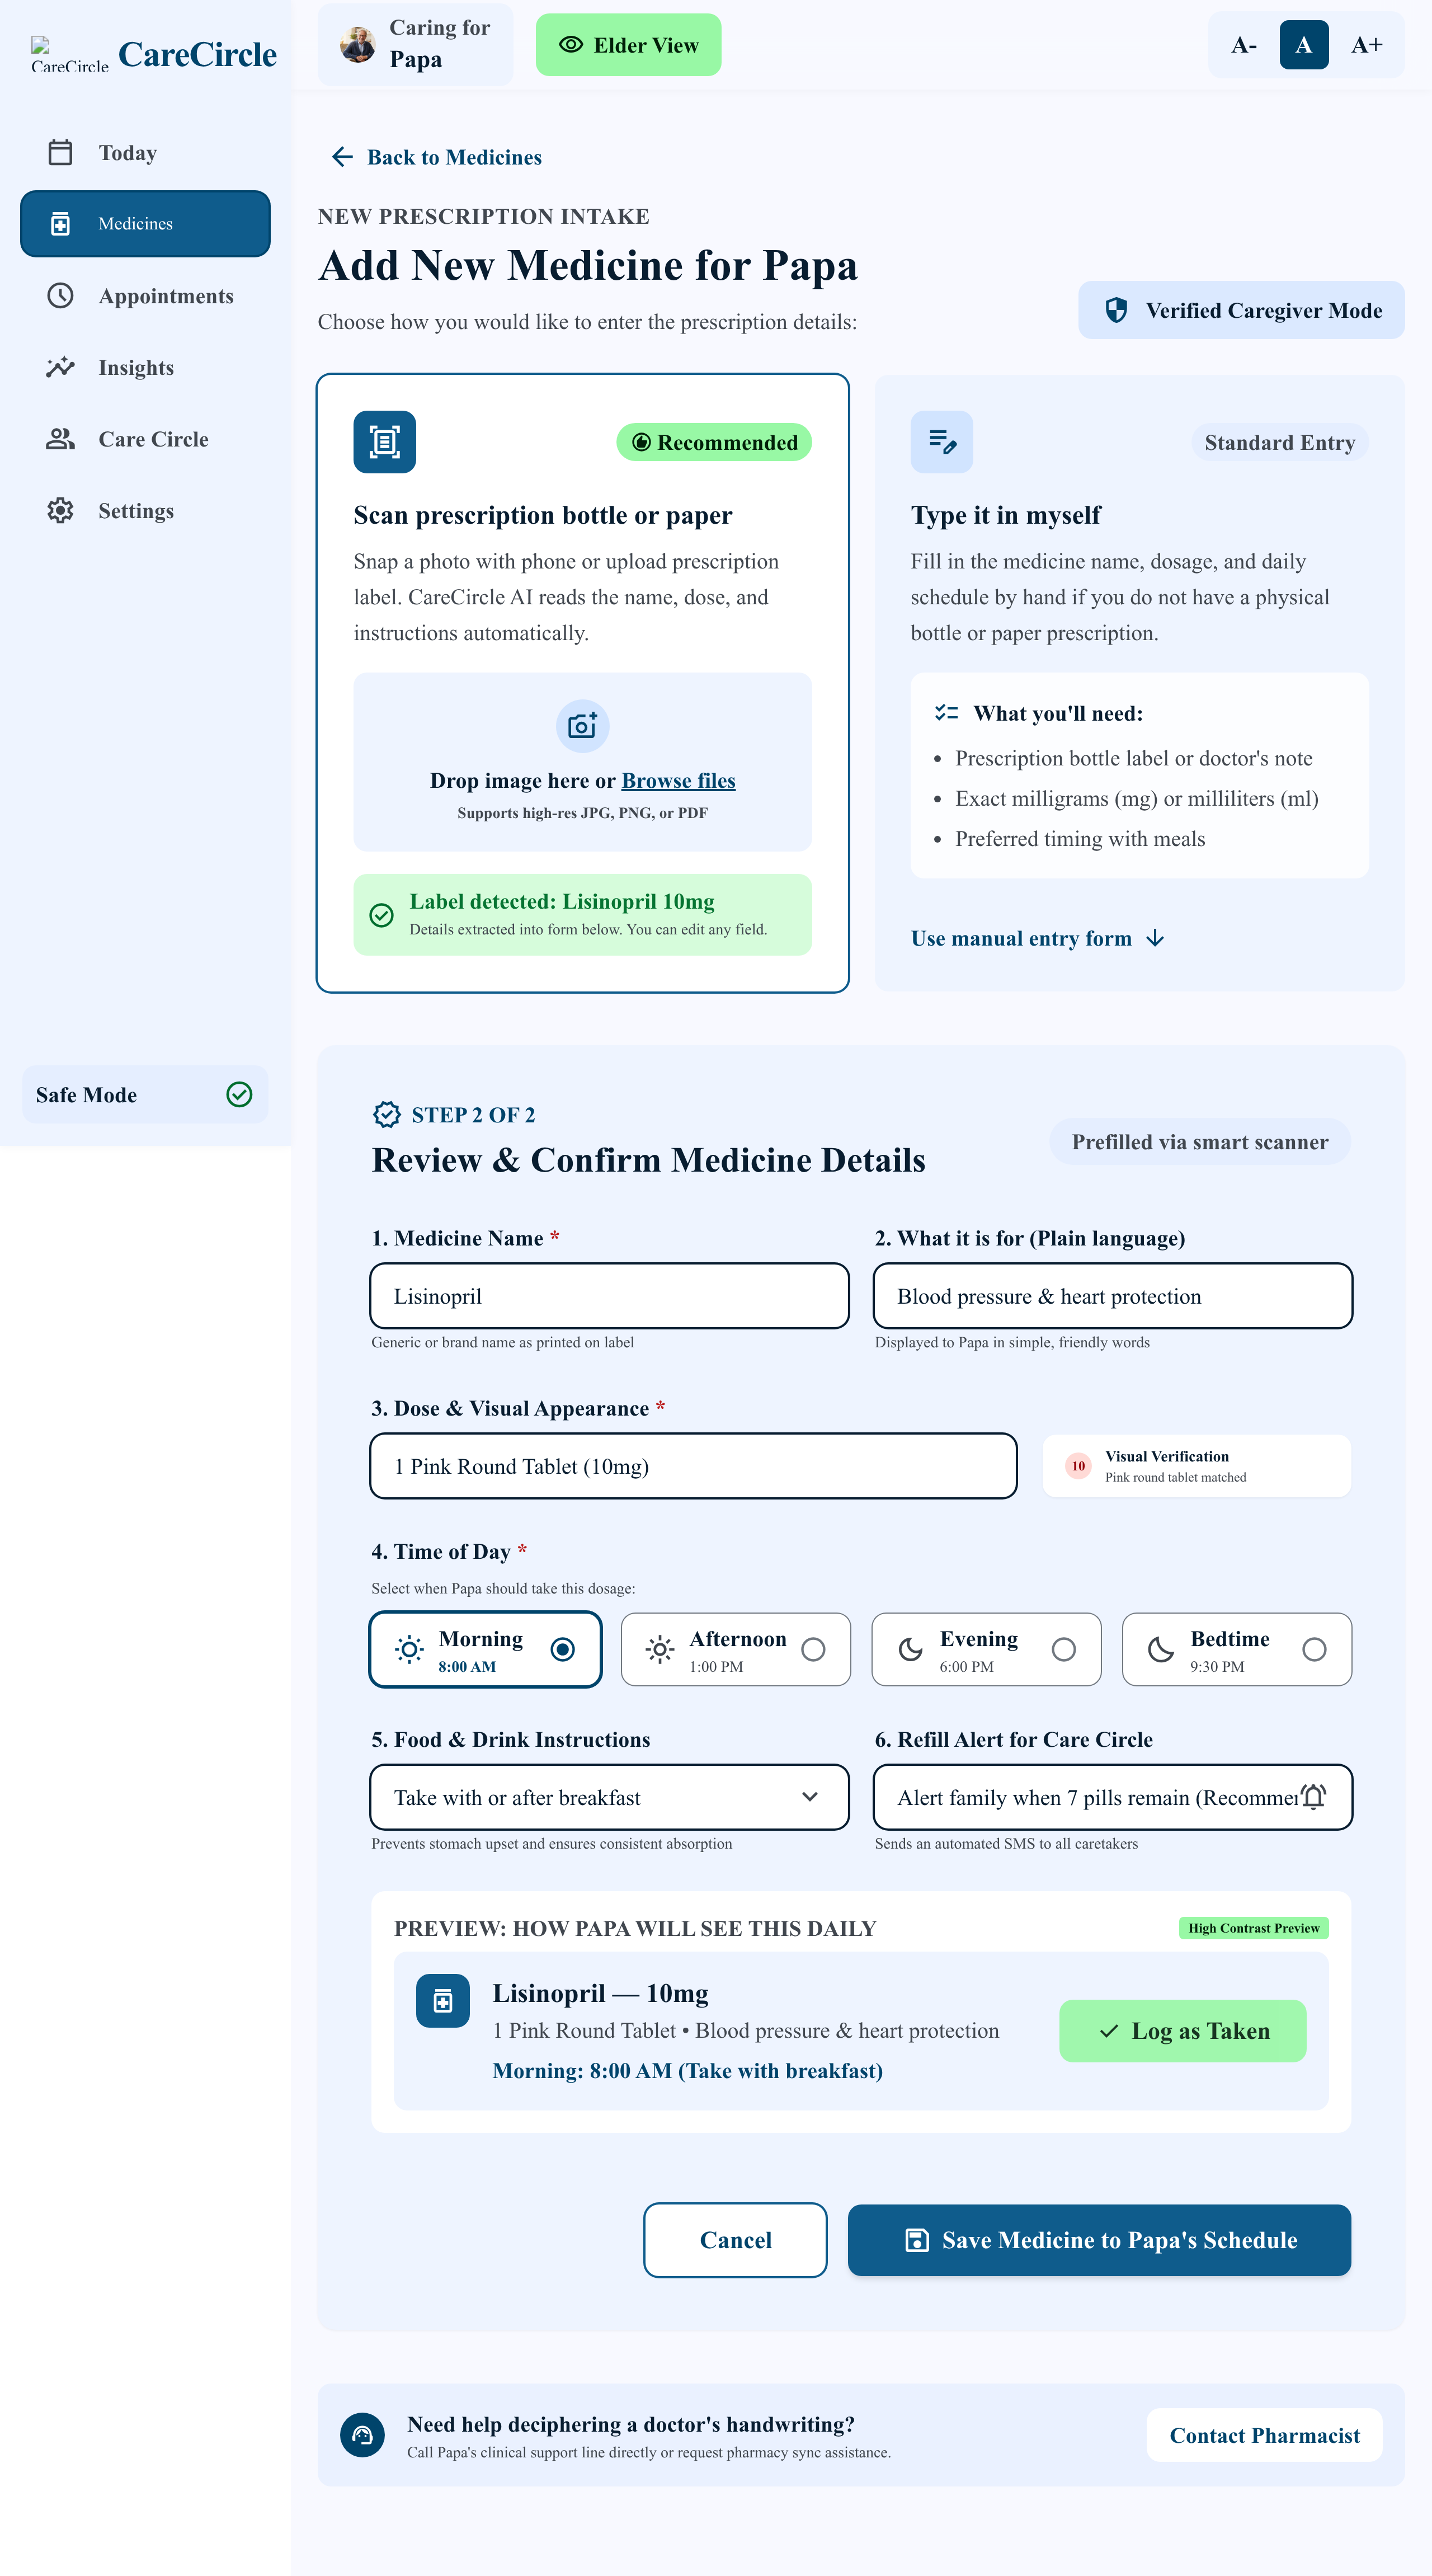 CareCircle
CareCircle
Today
Medicines
Appointments
Insights
Care Circle
Settings
Safe Mode
Caring for
Papa
Elder View
A-
A
A+
Back to Medicines
NEW PRESCRIPTION INTAKE
Add New Medicine for Papa
Choose how you would like to enter the prescription details:
Verified Caregiver Mode
Recommended
Scan prescription bottle or paper
Snap a photo with phone or upload prescription
label. CareCircle AI reads the name, dose, and
instructions automatically.
Drop image here or Browse files
Supports high-res JPG, PNG, or PDF
Label detected: Lisinopril 10mg
Details extracted into form below. You can edit any field.
Standard Entry
Type it in myself
Fill in the medicine name, dosage, and daily
schedule by hand if you do not have a physical
bottle or paper prescription.
What you'll need:
• Prescription bottle label or doctor's note
• Exact milligrams (mg) or milliliters (ml)
• Preferred timing with meals
Use manual entry form
STEP 2 OF 2
Review & Confirm Medicine Details
Prefilled via smart scanner
1. Medicine Name *
Lisinopril
Generic or brand name as printed on label
2. What it is for (Plain language)
Blood pressure & heart protection
Displayed to Papa in simple, friendly words
3. Dose & Visual Appearance *
1 Pink Round Tablet (10mg)
10
Visual Verification
Pink round tablet matched
4. Time of Day *
Select when Papa should take this dosage:
Morning
8:00 AM
Afternoon
1:00 PM
Evening
6:00 PM
Bedtime
9:30 PM
5. Food & Drink Instructions
Take with or after breakfast
Prevents stomach upset and ensures consistent absorption
6. Refill Alert for Care Circle
Alert family when 7 pills remain (Recommen
Sends an automated SMS to all caretakers
PREVIEW: HOW PAPA WILL SEE THIS DAILY
High Contrast Preview
Lisinopril — 10mg
1 Pink Round Tablet • Blood pressure & heart protection
Morning: 8:00 AM (Take with breakfast)
Log as Taken
Cancel
Save Medicine to Papa's Schedule
Need help deciphering a doctor's handwriting?
Call Papa's clinical support line directly or request pharmacy sync assistance.
Contact Pharmacist